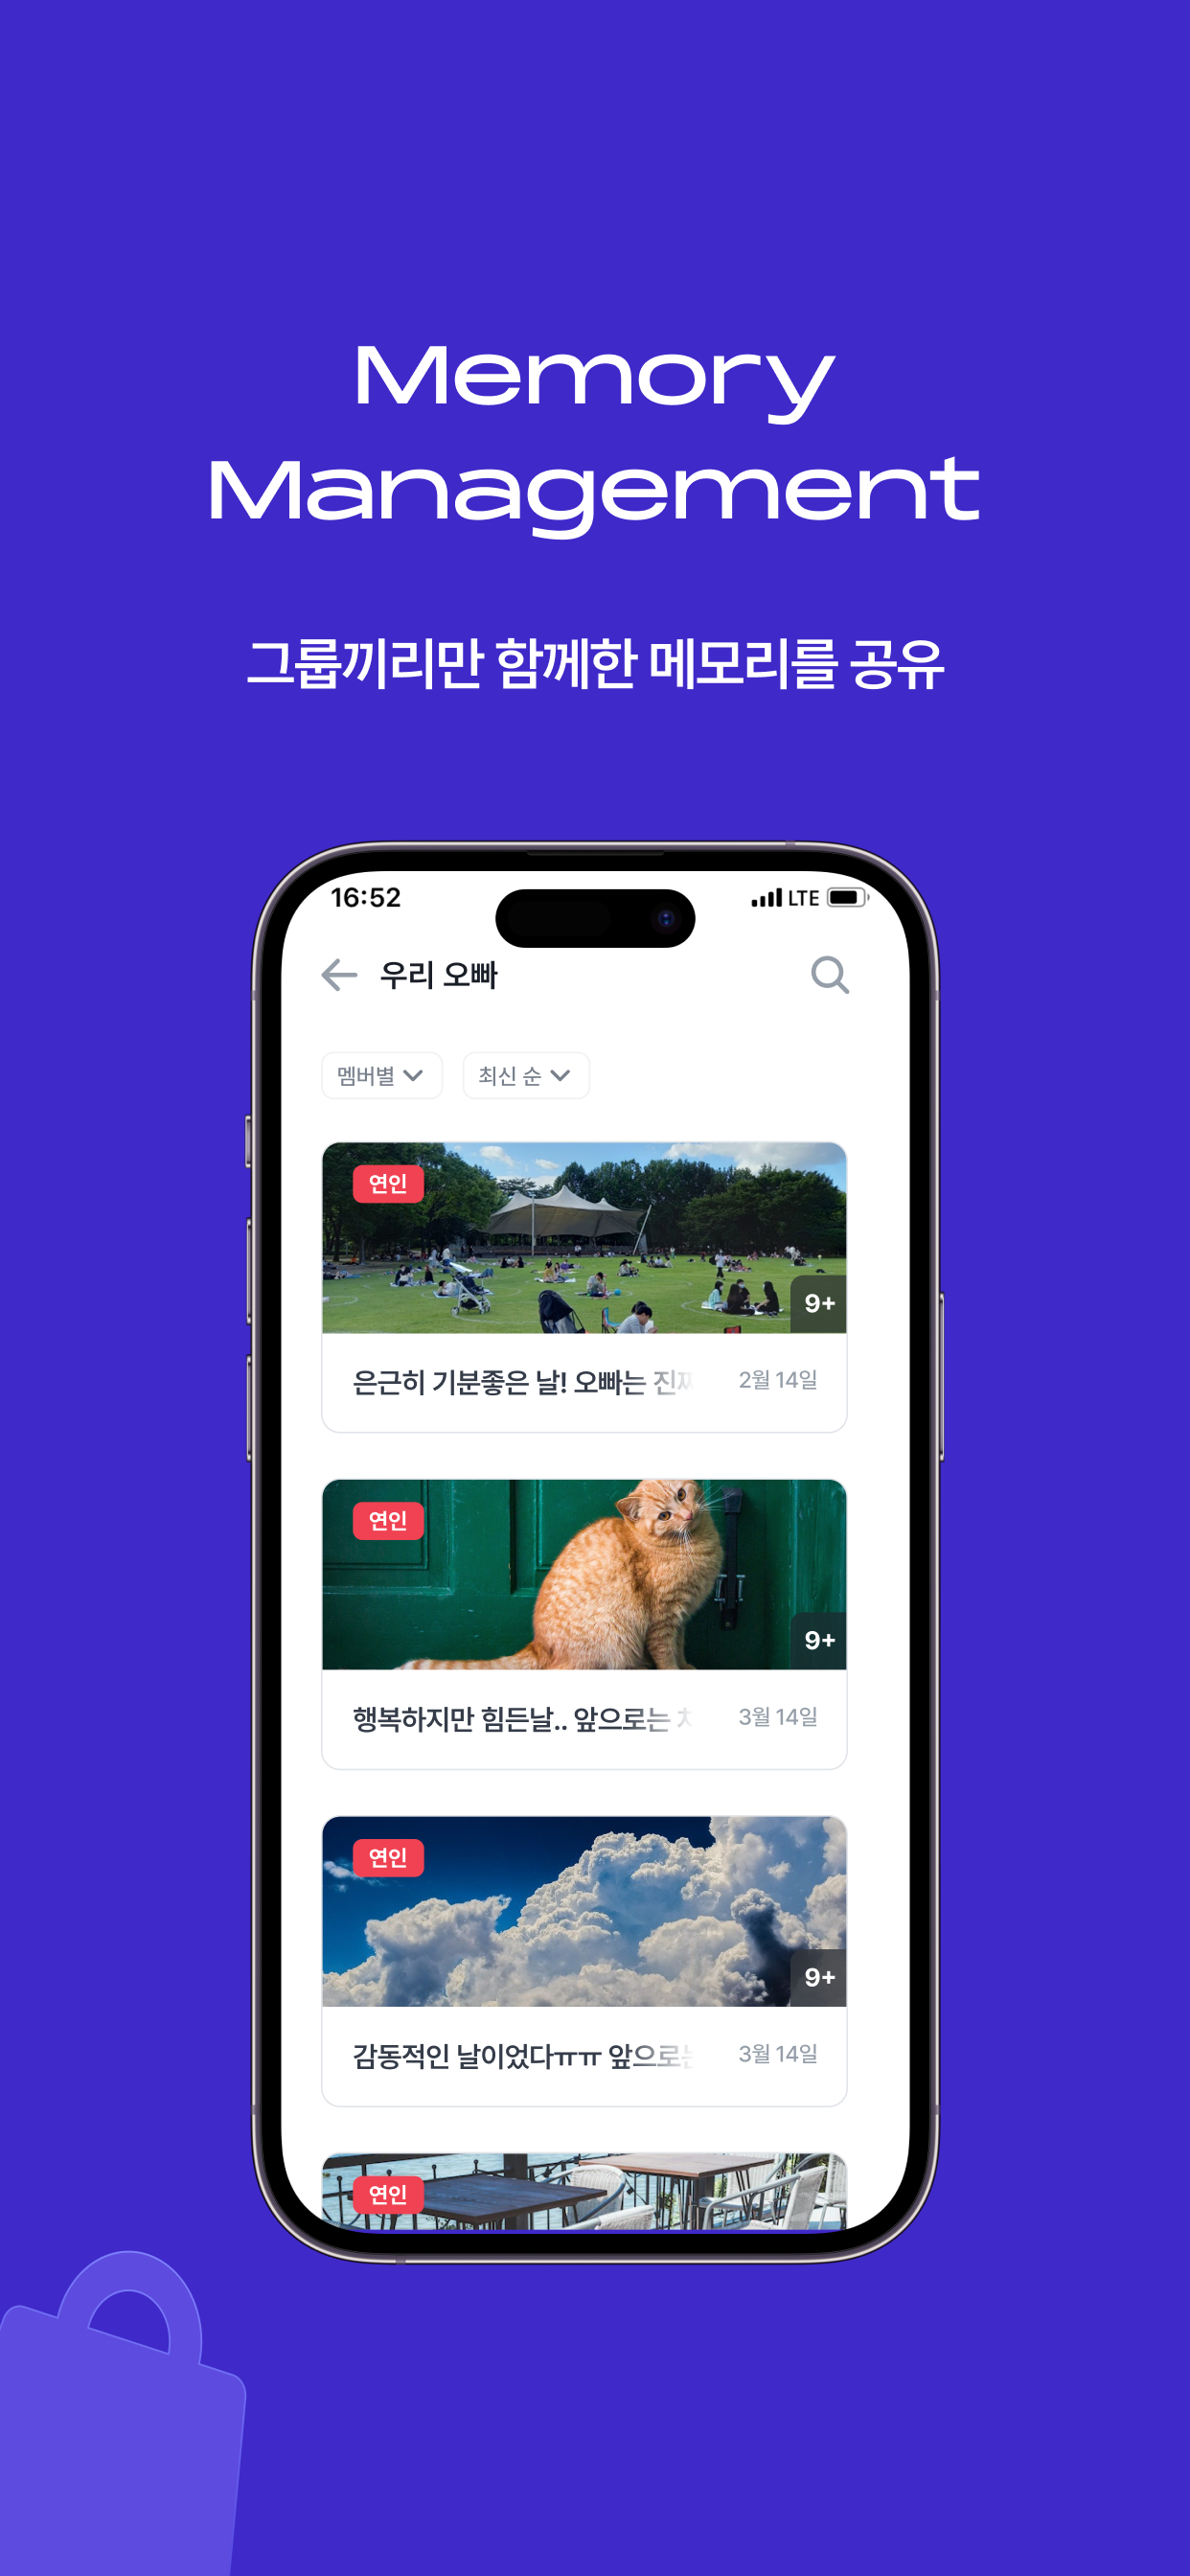 Memory
Management
그룹끼리만 함께한 메모리를 공유
16:52 LTE
우리 오빠
멤버별 최신 순
연인
9+
은근히 기분좋은 날! 오빠는 2월 14일
연인
9+
행복하지만 힘든날.. 앞으로는 3월 14일
연인
9+
감동적인 날이었다ㅠㅠ 앞으로는 3월 14일
연인